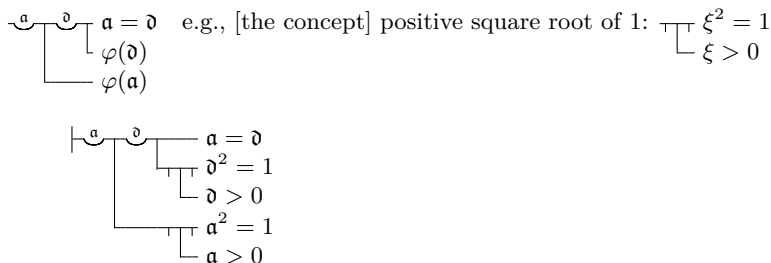 𝔞 𝔡 𝔞 = 𝔡 e.g., [the concept] positive square root of 1: ξ² = 1
φ(𝔡) ξ > 0
φ(𝔞)
𝔞 𝔡 𝔞 = 𝔡
𝔡² = 1
𝔡 > 0
𝔞² = 1
𝔞 > 0